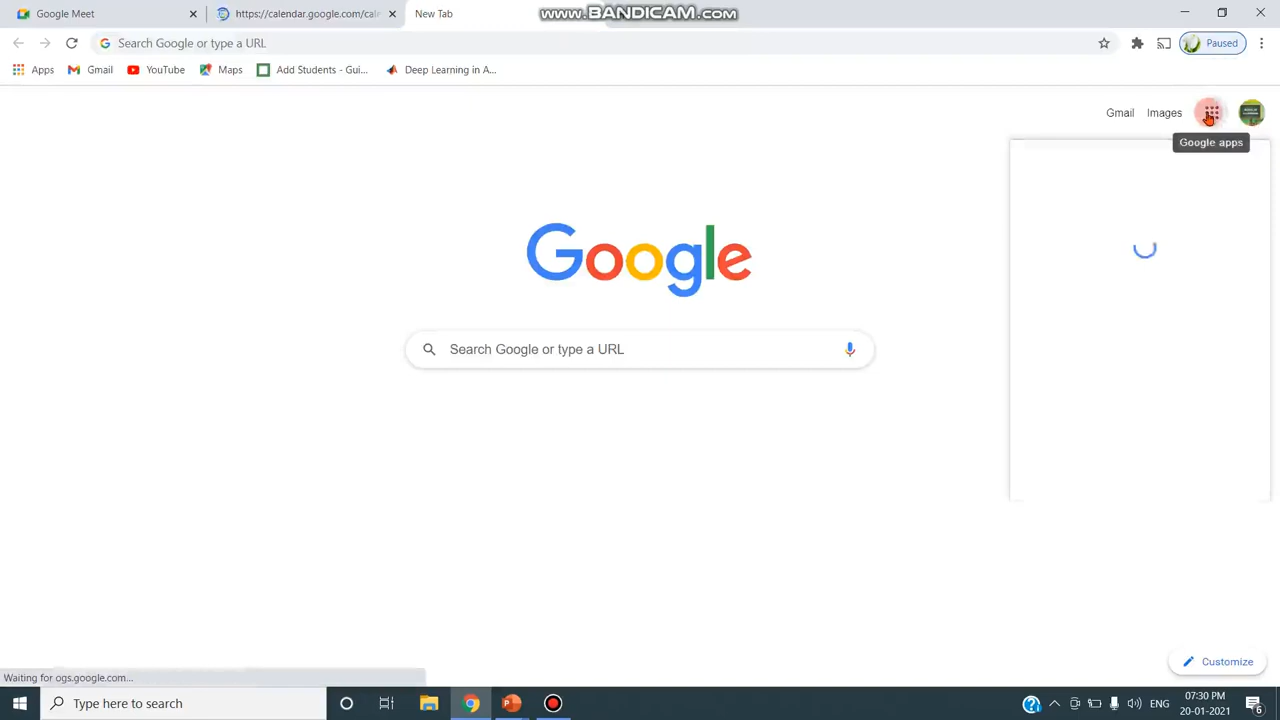 Google Meet
https://calendar.google.com/cale
New Tab
www.BANDICAM.com
Search Google or type a URL
Paused
Apps
Gmail
YouTube
Maps
Add Students - Gui...
Deep Learning in A...
Gmail
Images
Google apps
Google
Search Google or type a URL
Customize
Waiting for ogs.google.com...
Type here to search
ENG
07:30 PM
20-01-2021
6